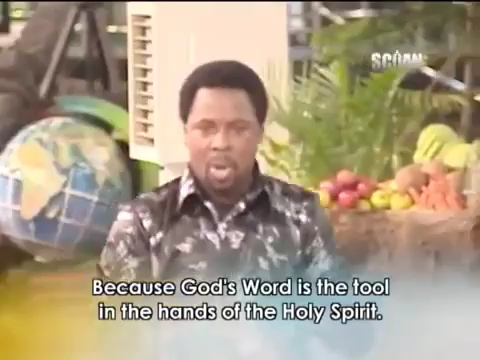 SCOAN
Because God's Word is the tool
in the hands of the Holy Spirit.